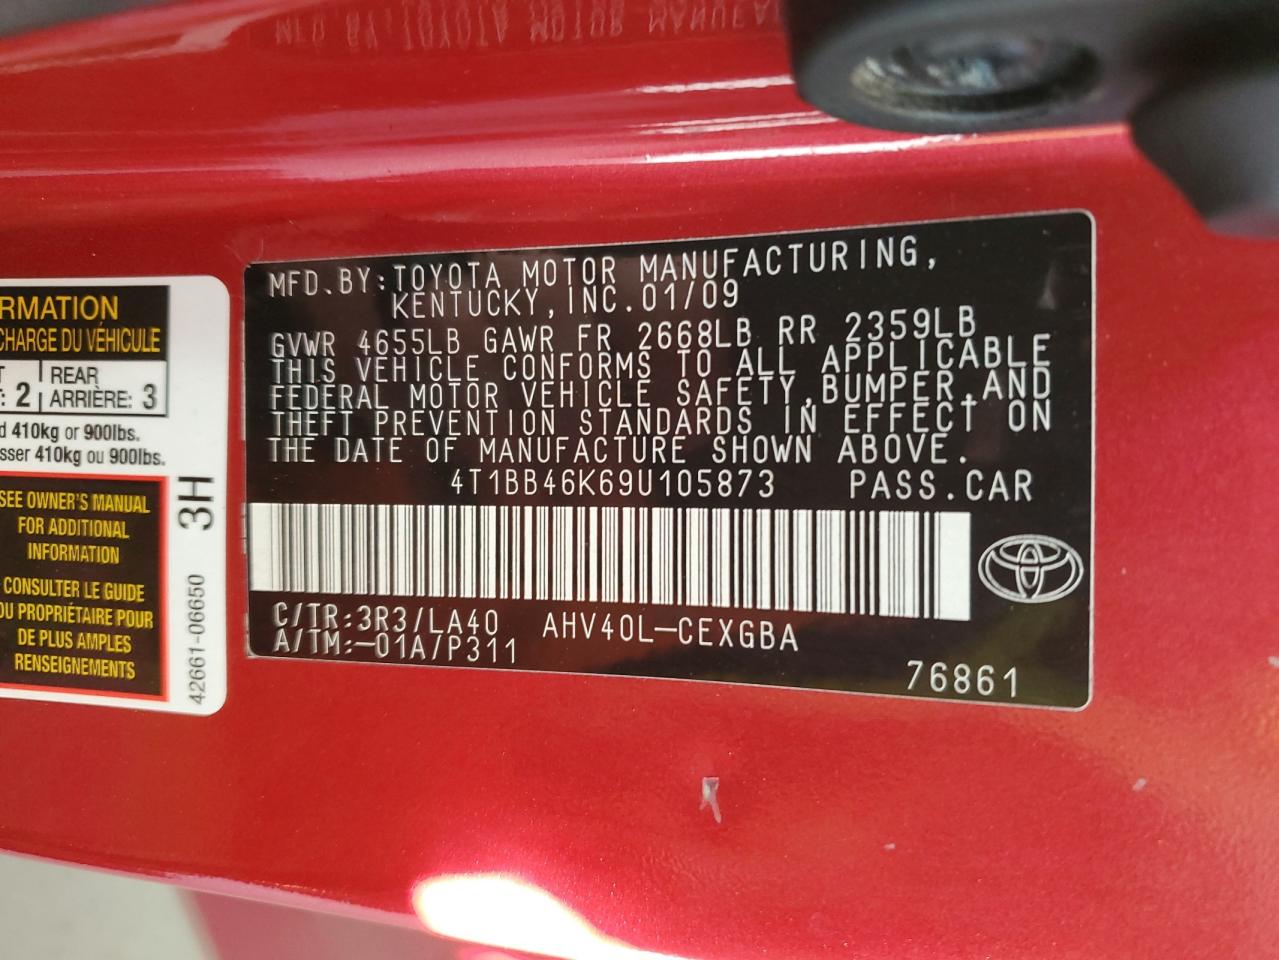 MFD.BY:TOYOTA MOTOR MANUFACTURING,
KENTUCKY,INC.01/09
GVWR 4655LB GAWR FR 2668LB RR 2359LB
THIS VEHICLE CONFORMS TO ALL APPLICABLE
FEDERAL MOTOR VEHICLE SAFETY,BUMPER,AND
THEFT PREVENTION STANDARDS IN EFFECT ON
THE DATE OF MANUFACTURE SHOWN ABOVE.
4T1BB46K69U105873 PASS.CAR
C/TR:3R3/LA40 AHV40L-CEXGBA
A/TM:-01A/P311
76861
RMATION
CHARGE DU VÉHICULE
2 REAR
ARRIÈRE: 3
410kg or 900lbs.
sser 410kg ou 900lbs.
SEE OWNER'S MANUAL
FOR ADDITIONAL
INFORMATION
CONSULTER LE GUIDE
DU PROPRIÉTAIRE POUR
DE PLUS AMPLES
RENSEIGNEMENTS
3H
42661-06650